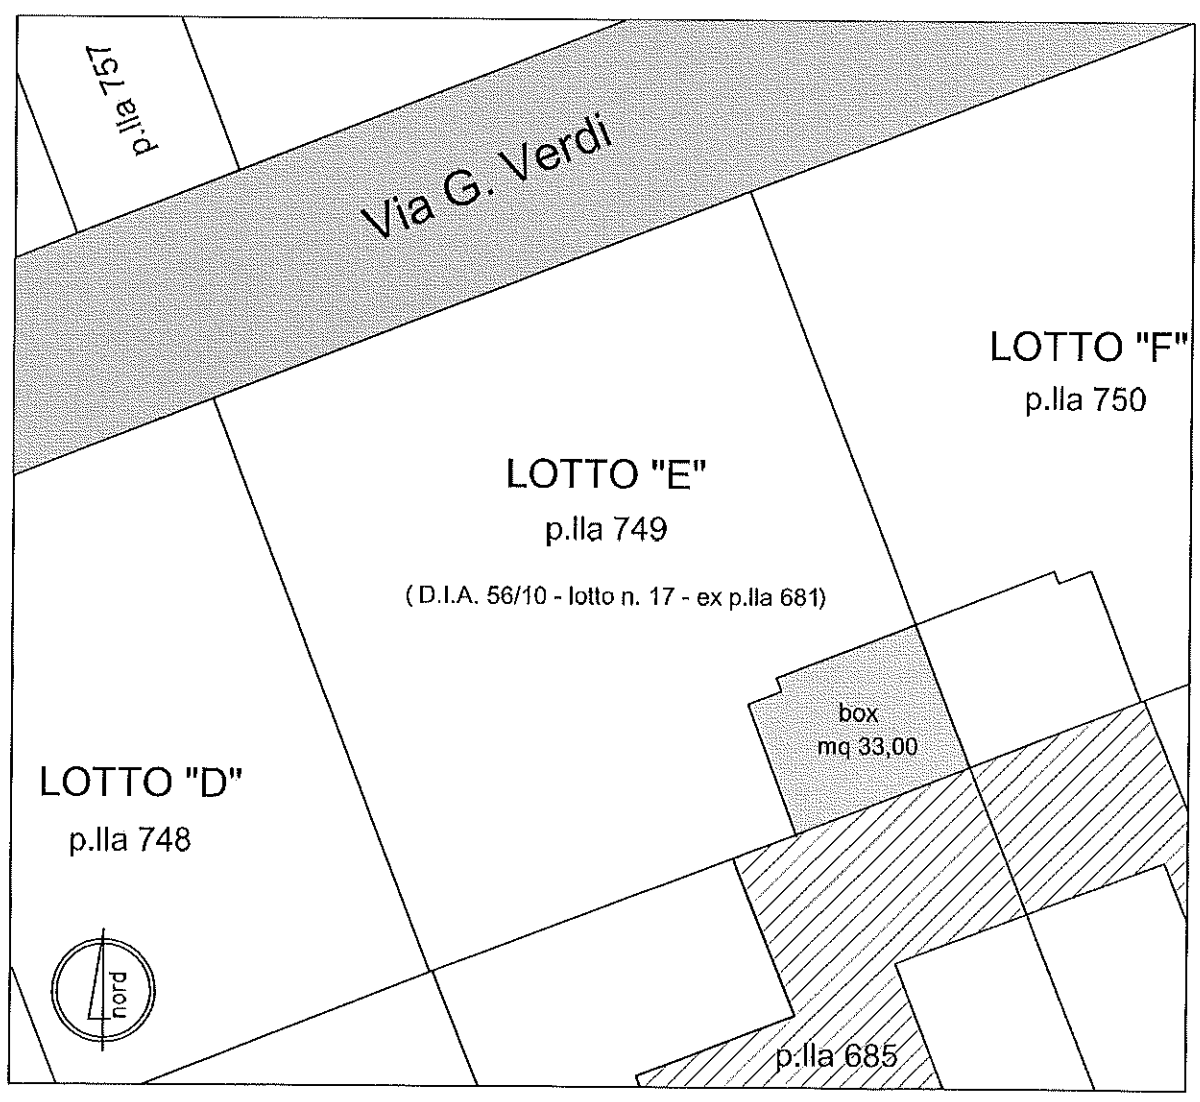 p.lla 757
Via G. Verdi
LOTTO "F"
p.lla 750
LOTTO "E"
p.lla 749
( D.I.A. 56/10 - lotto n. 17 - ex p.lla 681)
box
mq 33,00
LOTTO "D"
p.lla 748
nord
p.lla 685